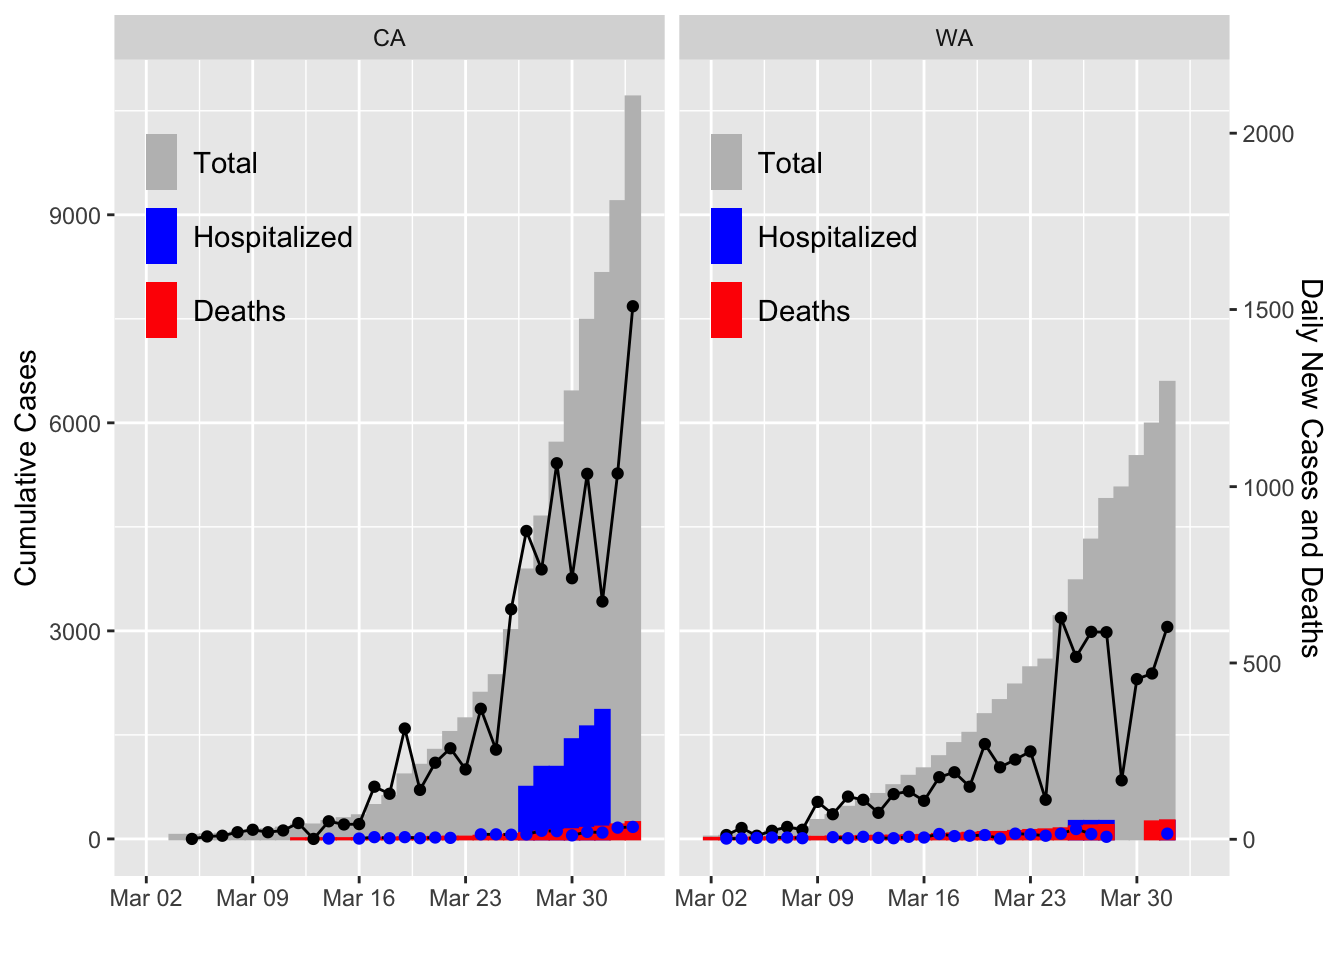 CA
WA
Total
Hospitalized
Deaths
Total
Hospitalized
Deaths
Cumulative Cases
9000
6000
3000
0
2000
1500
1000
500
0
Daily New Cases and Deaths
Mar 02
Mar 09
Mar 16
Mar 23
Mar 30
Mar 02
Mar 09
Mar 16
Mar 23
Mar 30